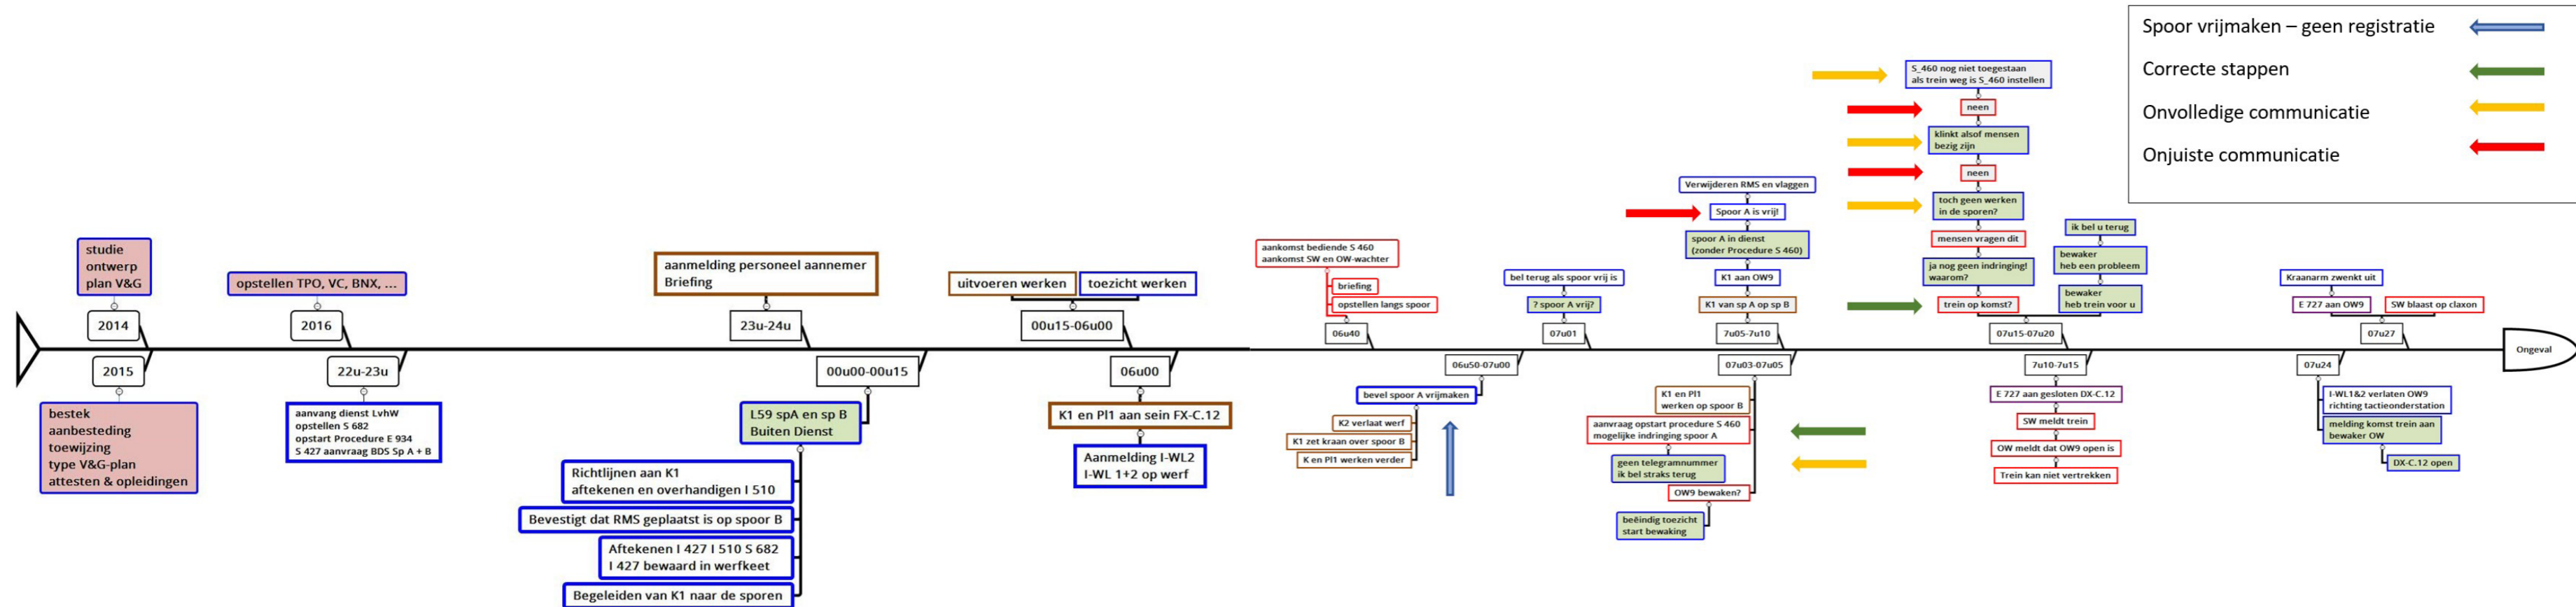 Spoor vrijmaken – geen registratie
Correcte stappen
Onvolledige communicatie
Onjuiste communicatie
studie
ontwerp
plan V&G
2014
2015
bestek
aanbesteding
toewijzing
type V&G-plan
attesten & opleidingen
opstellen TPO, VC, BNX, ...
2016
22u-23u
aanvang dienst LvhW
opstellen S 682
opstart Procedure E 934
S 427 aanvraag BDS Sp A + B
aanmelding personeel aannemer
Briefing
23u-24u
00u00-00u15
L59 spA en sp B
Buiten Dienst
Richtlijnen aan K1
aftekenen en overhandigen I 510
Bevestigt dat RMS geplaatst is op spoor B
Aftekenen I 427 I 510 S 682
I 427 bewaard in werfkeet
Begeleiden van K1 naar de sporen
uitvoeren werken
toezicht werken
00u15-06u00
06u00
K1 en Pl1 aan sein FX-C.12
Aanmelding I-WL2
I-WL 1+2 op werf
aankomst bediende S 460
aankomst SW en OW-wachter
briefing
opstellen langs spoor
06u40
06u50-07u00
bevel spoor A vrijmaken
K2 verlaat werf
K1 zet kraan over spoor B
K en Pl1 werken verder
bel terug als spoor vrij is
? spoor A vrij?
07u01
07u03-07u05
K1 en Pl1
werken op spoor B
aanvraag opstart procedure S 460
mogelijke indringing spoor A
geen telegramnummer
ik bel straks terug
OW9 bewaken?
beëindig toezicht
start bewaking
Verwijderen RMS en vlaggen
Spoor A is vrij!
spoor A in dienst
(zonder Procedure S 460)
K1 aan OW9
K1 van sp A op sp B
7u05-7u10
7u10-7u15
E 727 aan gesloten DX-C.12
SW meldt trein
OW meldt dat OW9 open is
Trein kan niet vertrekken
S_460 nog niet toegestaan
als trein weg is S_460 instellen
neen
klinkt alsof mensen
bezig zijn
neen
toch geen werken
in de sporen?
mensen vragen dit
ja nog geen indringing!
waarom?
trein op komst?
ik bel u terug
bewaker
heb een probleem
bewaker
heb trein voor u
07u15-07u20
07u24
I-WL1&2 verlaten OW9
richting tactieonderstation
melding komst trein aan
bewaker OW
DX-C.12 open
Kraanarm zwenkt uit
E 727 aan OW9
SW blaast op claxon
07u27
Ongeval